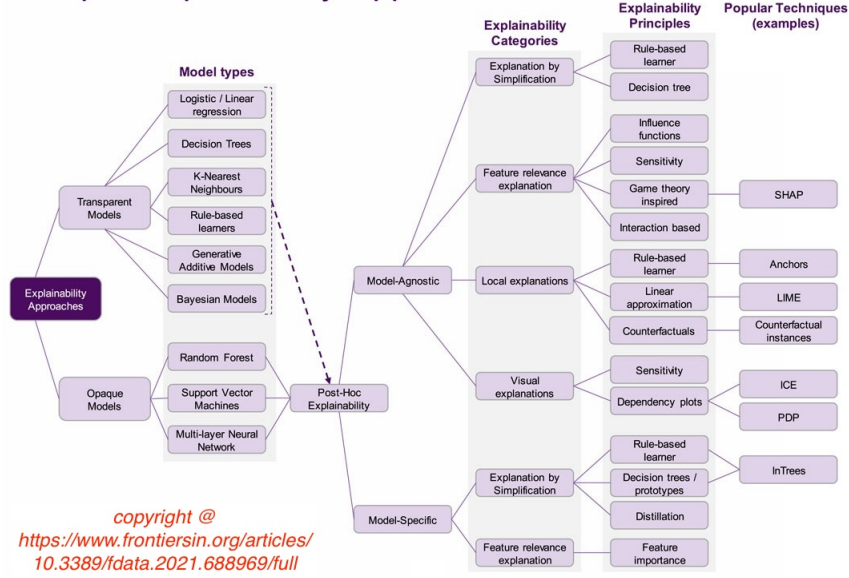 Explainability
Categories
Explainability
Principles
Popular Techniques
(examples)
Model types
Explainability
Approaches
Transparent
Models
Opaque
Models
Logistic / Linear
regression
Decision Trees
K-Nearest
Neighbours
Rule-based
learners
Generative
Additive Models
Bayesian Models
Random Forest
Support Vector
Machines
Multi-layer Neural
Network
Post-Hoc
Explainability
Model-Agnostic
Model-Specific
Explanation by
Simplification
Rule-based
learner
Decision tree
Feature relevance
explanation
Influence
functions
Sensitivity
Game theory
inspired
SHAP
Interaction based
Local explanations
Rule-based
learner
Anchors
Linear
approximation
LIME
Counterfactuals
Counterfactual
instances
Visual
explanations
Sensitivity
Dependency plots
ICE
PDP
Explanation by
Simplification
Rule-based
learner
Decision trees /
prototypes
InTrees
Distillation
Feature relevance
explanation
Feature
importance
copyright @
https://www.frontiersin.org/articles/
10.3389/fdata.2021.688969/full